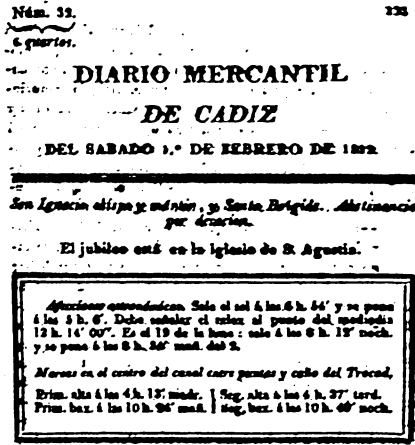 Núm. 32.
6 quartos.
DIARIO MERCANTIL
DE CADIZ
DEL SABADO 1.º DE FEBRERO DE
San Ignacio obispo y mártir, y Santa Brigida. Abstinencia
por devocion.
El jubileo está en la iglesia de S. Agustin.
Afecciones astronómicas. Sale el sol á las 6 h. 54' y se pone
á las 5 h. 6'. Debe señalar el relox al punto del mediodia
12 h. 14' 00". Es el 19 de la luna: sale á las 8 h. 12' noch.
y se pone á las 8 h. 36' mañ. del 2.
Mareas en el centro del canal entre puntas y caño del Trocad.
Prim. alta á las 4 h. 13' madr. Seg. alta á las 4 h. 37' tard.
Prim. bax. á las 10 h. 26' mañ. Seg. bax. á las 10 h. 49' noch.